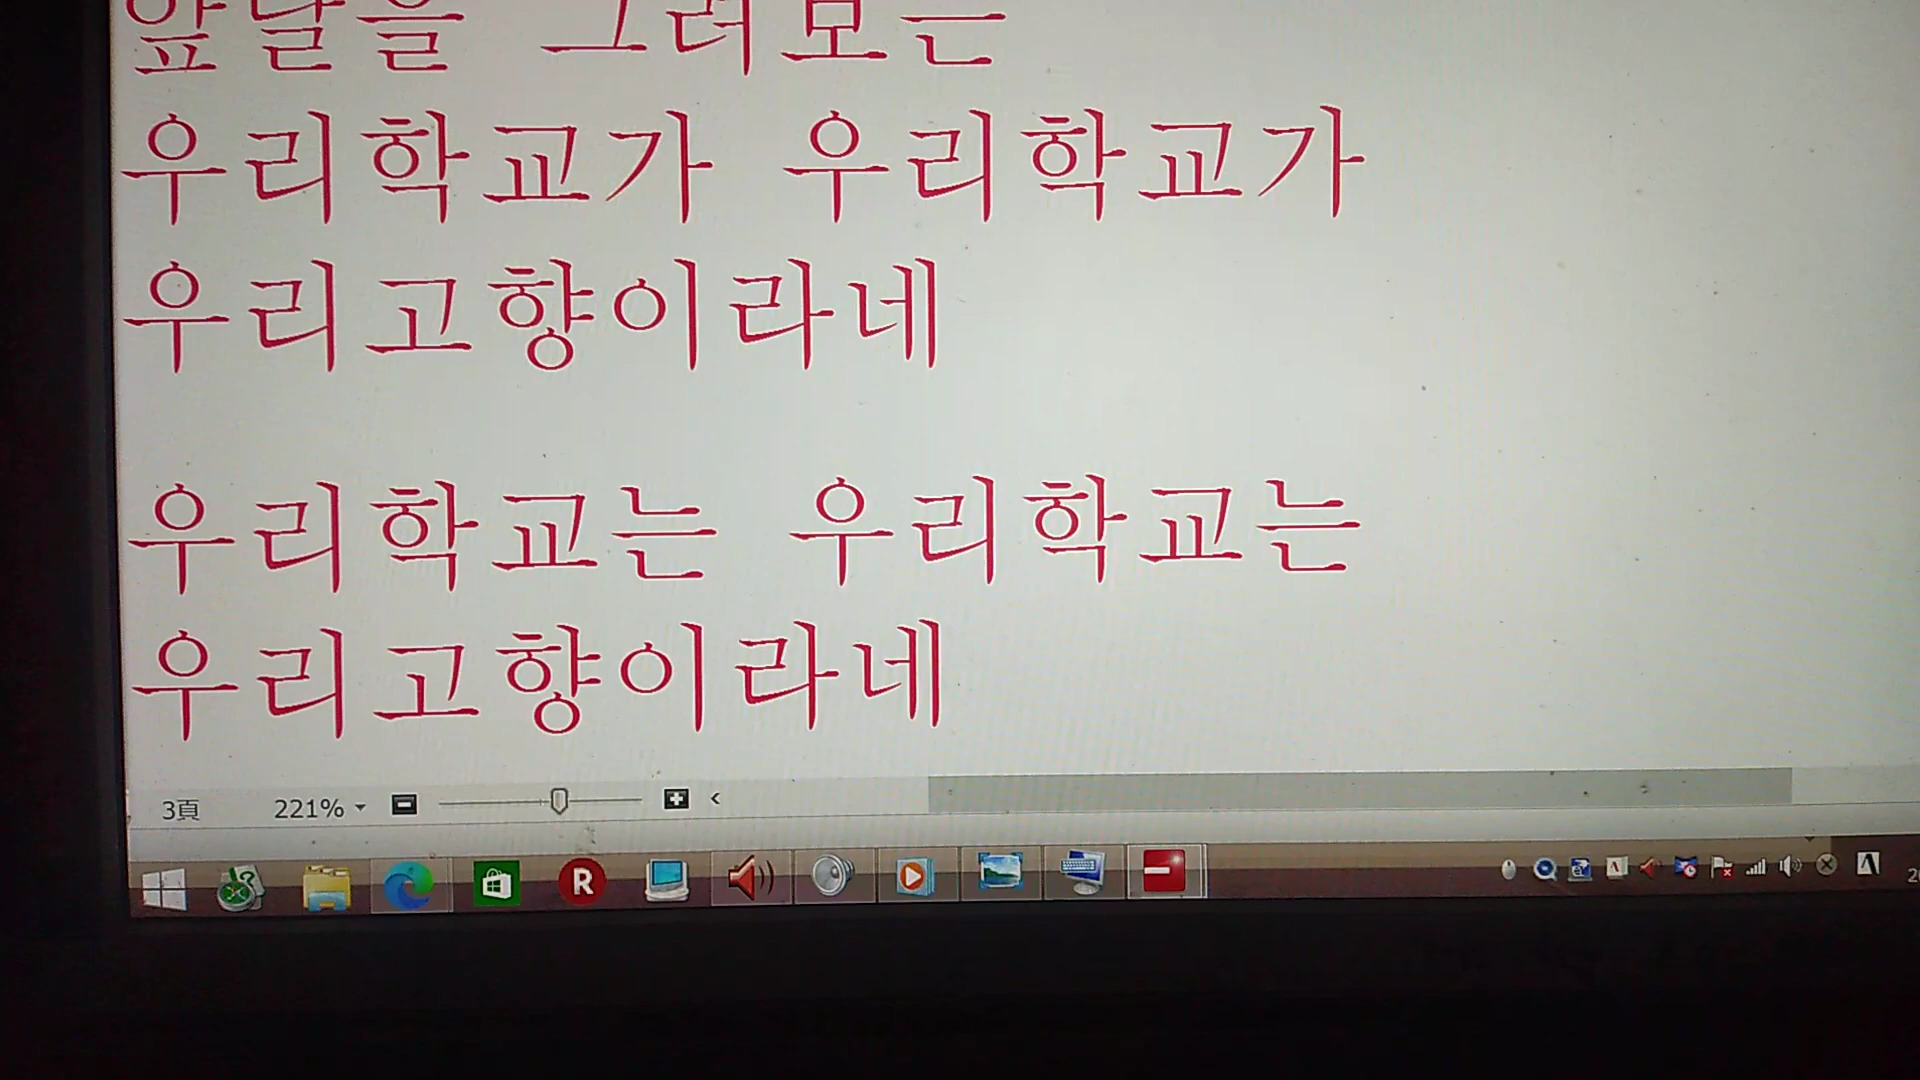 앞날을 그려보는
우리학교가 우리학교가
우리고향이라네
우리학교는 우리학교는
우리고향이라네
3頁 221%
R